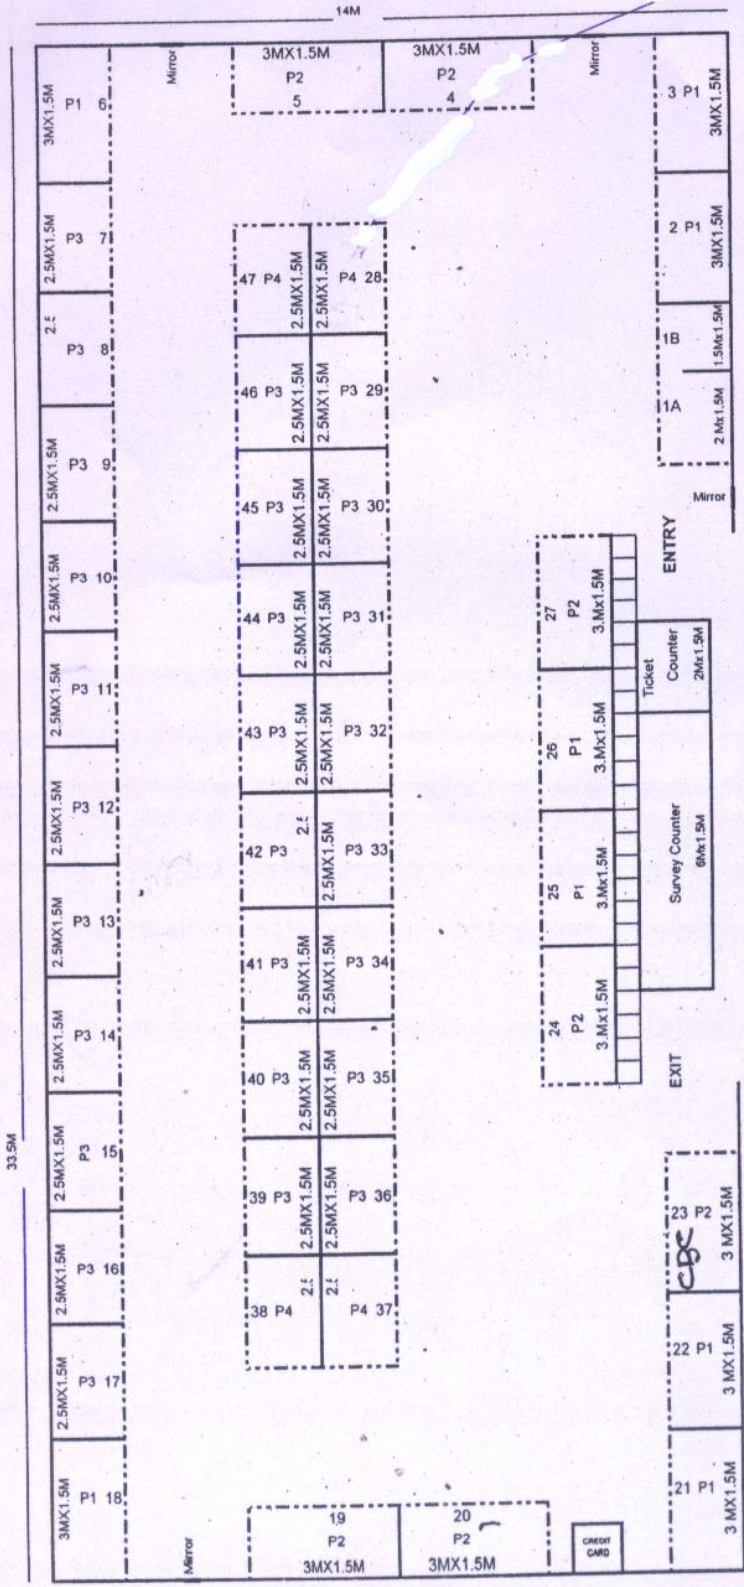 14M
33.5M
3MX1.5M
P1 6
Mirror
3MX1.5M
P2
5
3MX1.5M
P2
4
Mirror
3 P1
3MX1.5M
2.5MX1.5M
P3 7
2 P1
3MX1.5M
2.5
P3 8
1B
1.5Mx1.5M
1A
2 Mx1.5M
Mirror
2.5MX1.5M
P3 9
2.5MX1.5M
P3 10
2.5MX1.5M
P3 11
2.5MX1.5M
P3 12
2.5MX1.5M
P3 13
2.5MX1.5M
P3 14
2.5MX1.5M
P3 15
2.5MX1.5M
P3 16
2.5MX1.5M
P3 17
3MX1.5M
P1 18
47 P4
2.5MX1.5M
2.5MX1.5M
P4 28
46 P3
2.5MX1.5M
2.5MX1.5M
P3 29
45 P3
2.5MX1.5M
2.5MX1.5M
P3 30
44 P3
2.5MX1.5M
2.5MX1.5M
P3 31
43 P3
2.5MX1.5M
2.5MX1.5M
P3 32
42 P3
2.5
2.5MX1.5M
P3 33
41 P3
2.5MX1.5M
2.5MX1.5M
P3 34
40 P3
2.5MX1.5M
2.5MX1.5M
P3 35
39 P3
2.5MX1.5M
2.5MX1.5M
P3 36
38 P4
2.5
2.5
P4 37
ENTRY
27
P2
3.Mx1.5M
26
P1
3.Mx1.5M
25
P1
3.Mx1.5M
24
P2
3.Mx1.5M
Ticket
Counter
2Mx1.5M
Survey Counter
6Mx1.5M
EXIT
23 P2
CBC
3 MX1.5M
22 P1
3 MX1.5M
21 P1
3 MX1.5M
Mirror
19
P2
3MX1.5M
20
P2
3MX1.5M
CREDIT
CARD